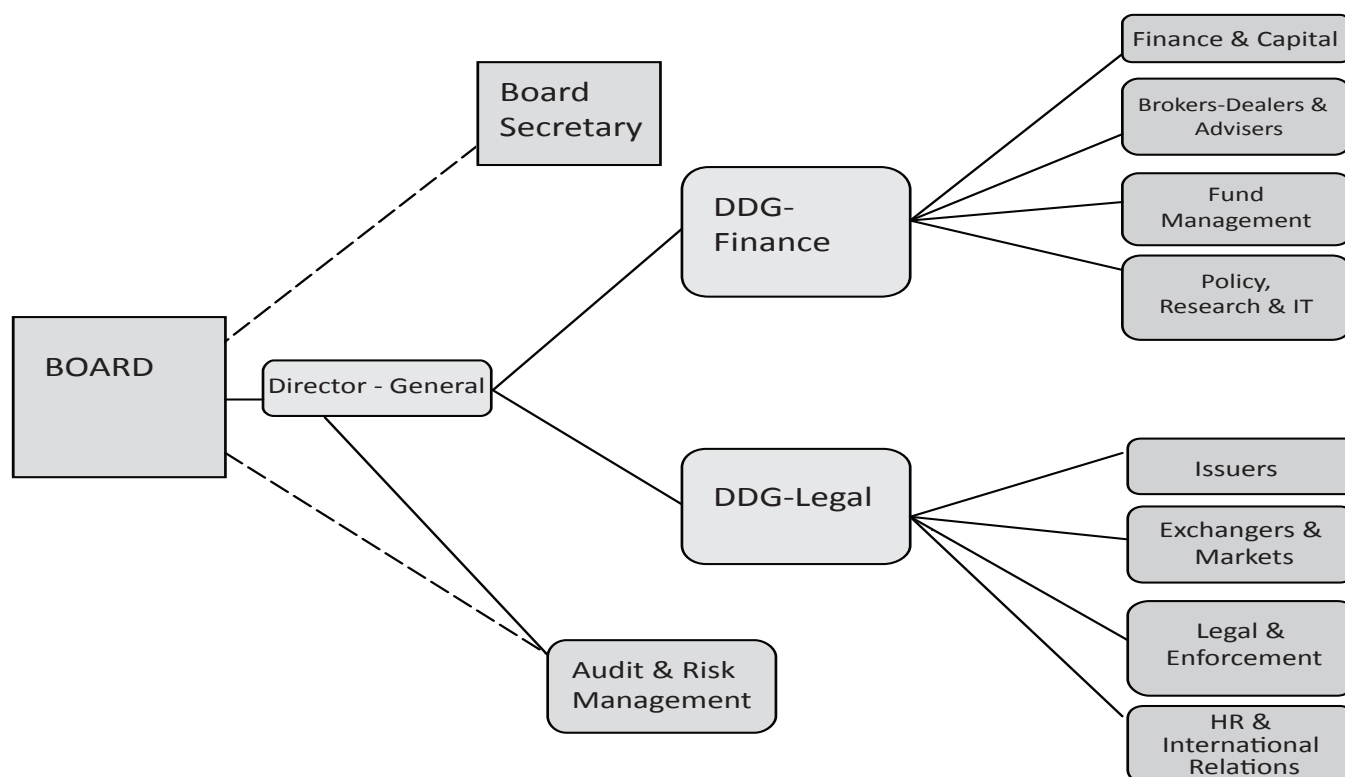 Finance & Capital
Board
Secretary
Brokers-Dealers &
Advisers
DDG-
Finance
Fund
Management
Policy,
Research & IT
BOARD
Director - General
Issuers
DDG-Legal
Exchangers &
Markets
Legal &
Enforcement
Audit & Risk
Management
HR &
International
Relations